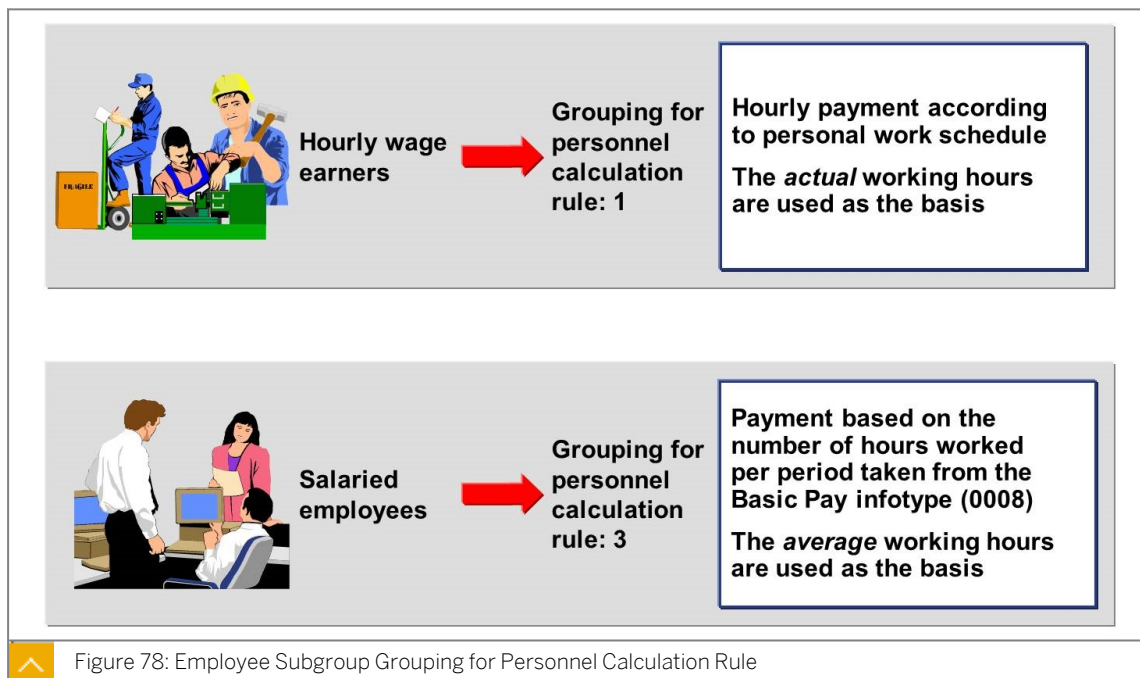 Hourly wage
earners
Grouping for
personnel
calculation
rule: 1
Hourly payment according
to personal work schedule
The actual working hours
are used as the basis
FRAGILE
Salaried
employees
Grouping for
personnel
calculation
rule: 3
Payment based on the
number of hours worked
per period taken from the
Basic Pay infotype (0008)
The average working hours
are used as the basis
Figure 78: Employee Subgroup Grouping for Personnel Calculation Rule